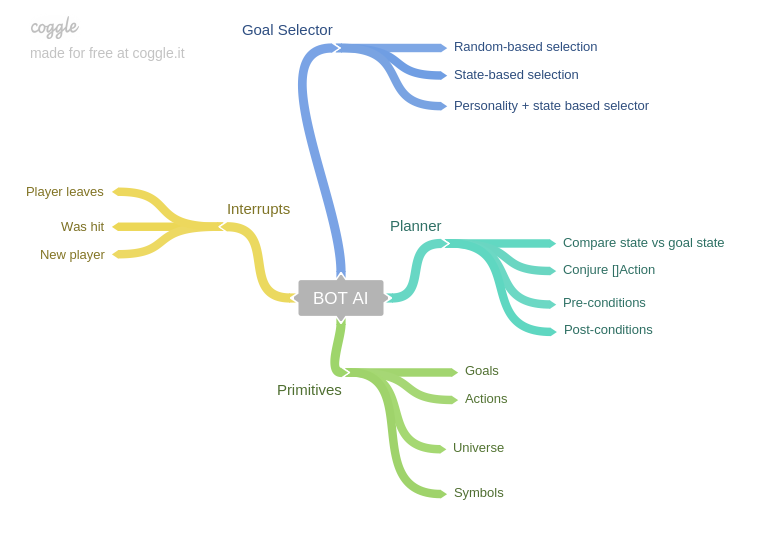 coggle
made for free at coggle.it
Goal Selector
Random-based selection
State-based selection
Personality + state based selector
Interrupts
Player leaves
Was hit
New player
Planner
Compare state vs goal state
Conjure []Action
Pre-conditions
Post-conditions
BOT AI
Primitives
Goals
Actions
Universe
Symbols